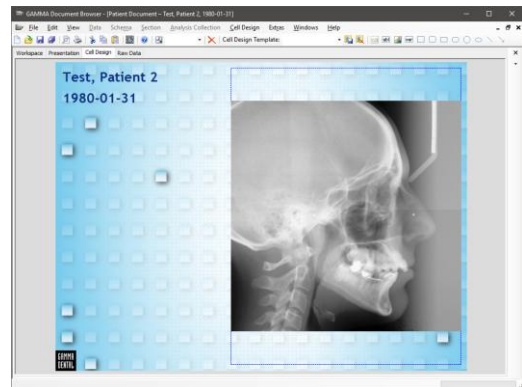 GAMMA Document Browser - [Patient Document – Test, Patient 2, 1980-01-31]
File Edit View Data Schema Section Analysis Collection Cell Design Extras Windows Help
Cell Design Template:
Workspace Presentation Cell Design Raw Data
Test, Patient 2
1980-01-31
GAMMA
DENTAL